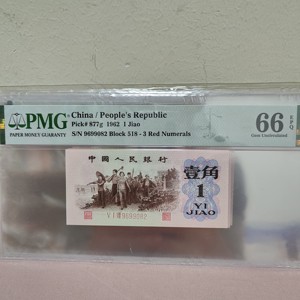 PMG
PAPER MONEY GUARANTY
China / People's Republic
Pick# 877g 1962 1 Jiao
S/N 9699082 Block 518 - 3 Red Numerals
66 EPQ
Gem Uncirculated
中國人民銀行
壹角
1
YI
JIAO
9699082